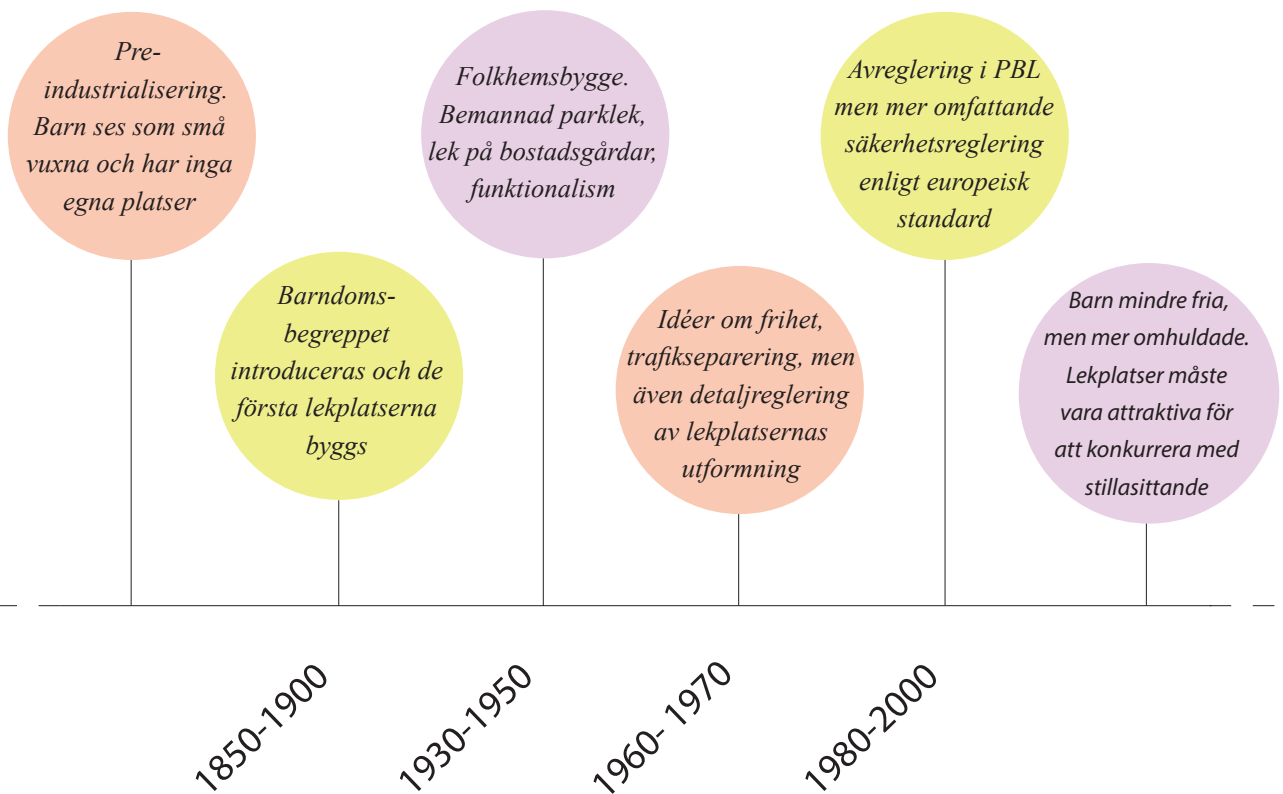 Pre-
industrialisering.
Barn ses som små
vuxna och har inga
egna platser
Barndoms-
begreppet
introduceras och de
första lekplatserna
byggs
Folkhemsbygge.
Bemannad parklek,
lek på bostadsgårdar,
funktionalism
Idéer om frihet,
trafikseparering, men
även detaljreglering
av lekplatsernas
utformning
Avreglering i PBL
men mer omfattande
säkerhetsreglering
enligt europeisk
standard
Barn mindre fria,
men mer omhuldade.
Lekplatser måste
vara attraktiva för
att konkurrera med
stillasittande
1850-1900
1930-1950
1960- 1970
1980-2000